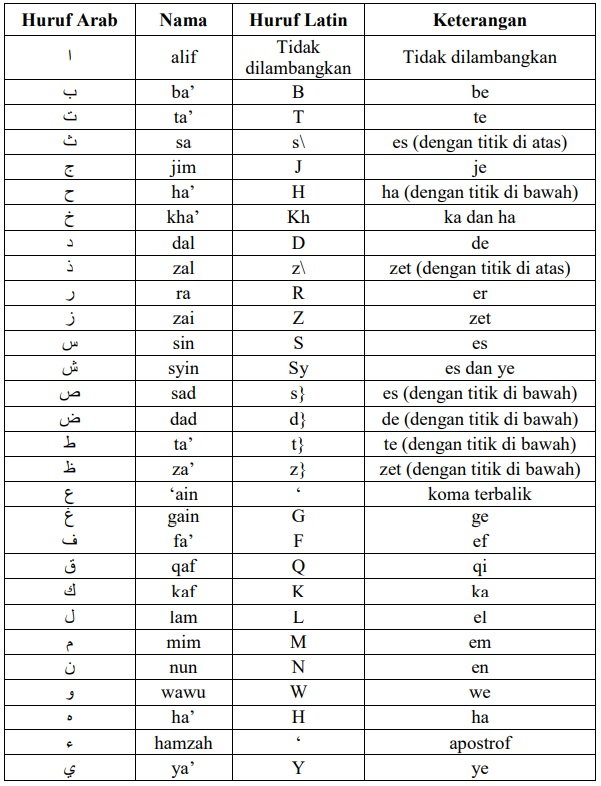 Huruf Arab Nama Huruf Latin Keterangan
ا alif Tidak dilambangkan Tidak dilambangkan
ب ba’ B be
ت ta’ T te
ث sa s\ es (dengan titik di atas)
ج jim J je
ح ha’ H ha (dengan titik di bawah)
خ kha’ Kh ka dan ha
د dal D de
ذ zal z\ zet (dengan titik di atas)
ر ra R er
ز zai Z zet
س sin S es
ش syin Sy es dan ye
ص sad s} es (dengan titik di bawah)
ض dad d} de (dengan titik di bawah)
ط ta’ t} te (dengan titik di bawah)
ظ za’ z} zet (dengan titik di bawah)
ع ‘ain ‘ koma terbalik
غ gain G ge
ف fa’ F ef
ق qaf Q qi
ك kaf K ka
ل lam L el
م mim M em
ن nun N en
و wawu W we
ه ha’ H ha
ء hamzah ‘ apostrof
ي ya’ Y ye